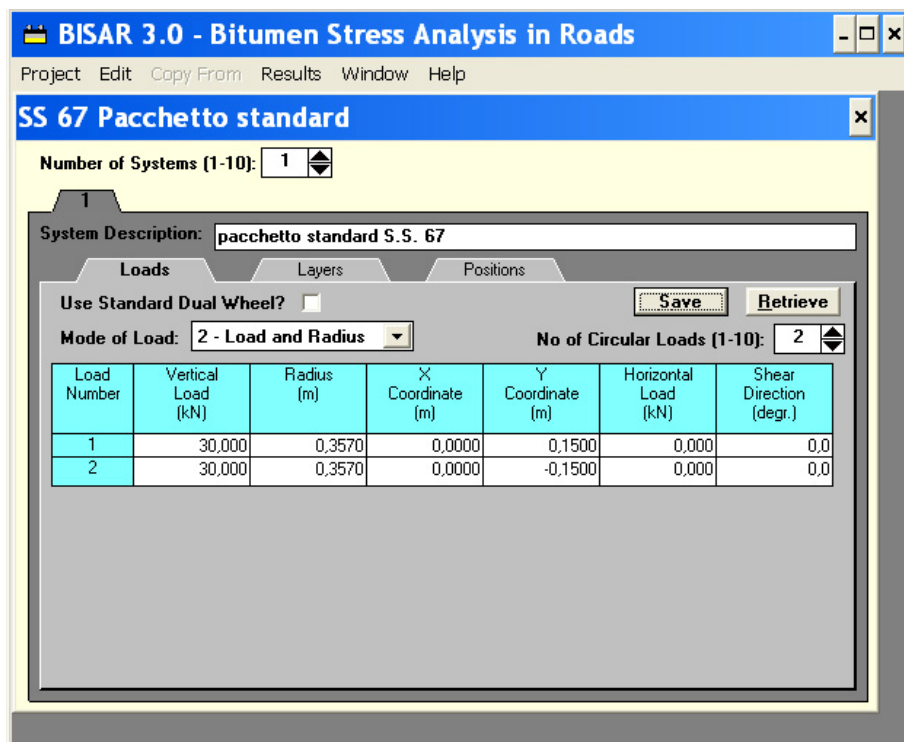 BISAR 3.0 - Bitumen Stress Analysis in Roads
Project Edit Copy From Results Window Help
SS 67 Pacchetto standard
Number of Systems (1-10): 1
1
System Description: pacchetto standard S.S. 67
Loads Layers Positions
Use Standard Dual Wheel? Save Retrieve
Mode of Load: 2 - Load and Radius No of Circular Loads (1-10): 2
Load Number Vertical Load (kN) Radius (m) X Coordinate (m) Y Coordinate (m) Horizontal Load (kN) Shear Direction (degr.)
1 30,000 0,3570 0,0000 0,1500 0,000 0,0
2 30,000 0,3570 0,0000 -0,1500 0,000 0,0